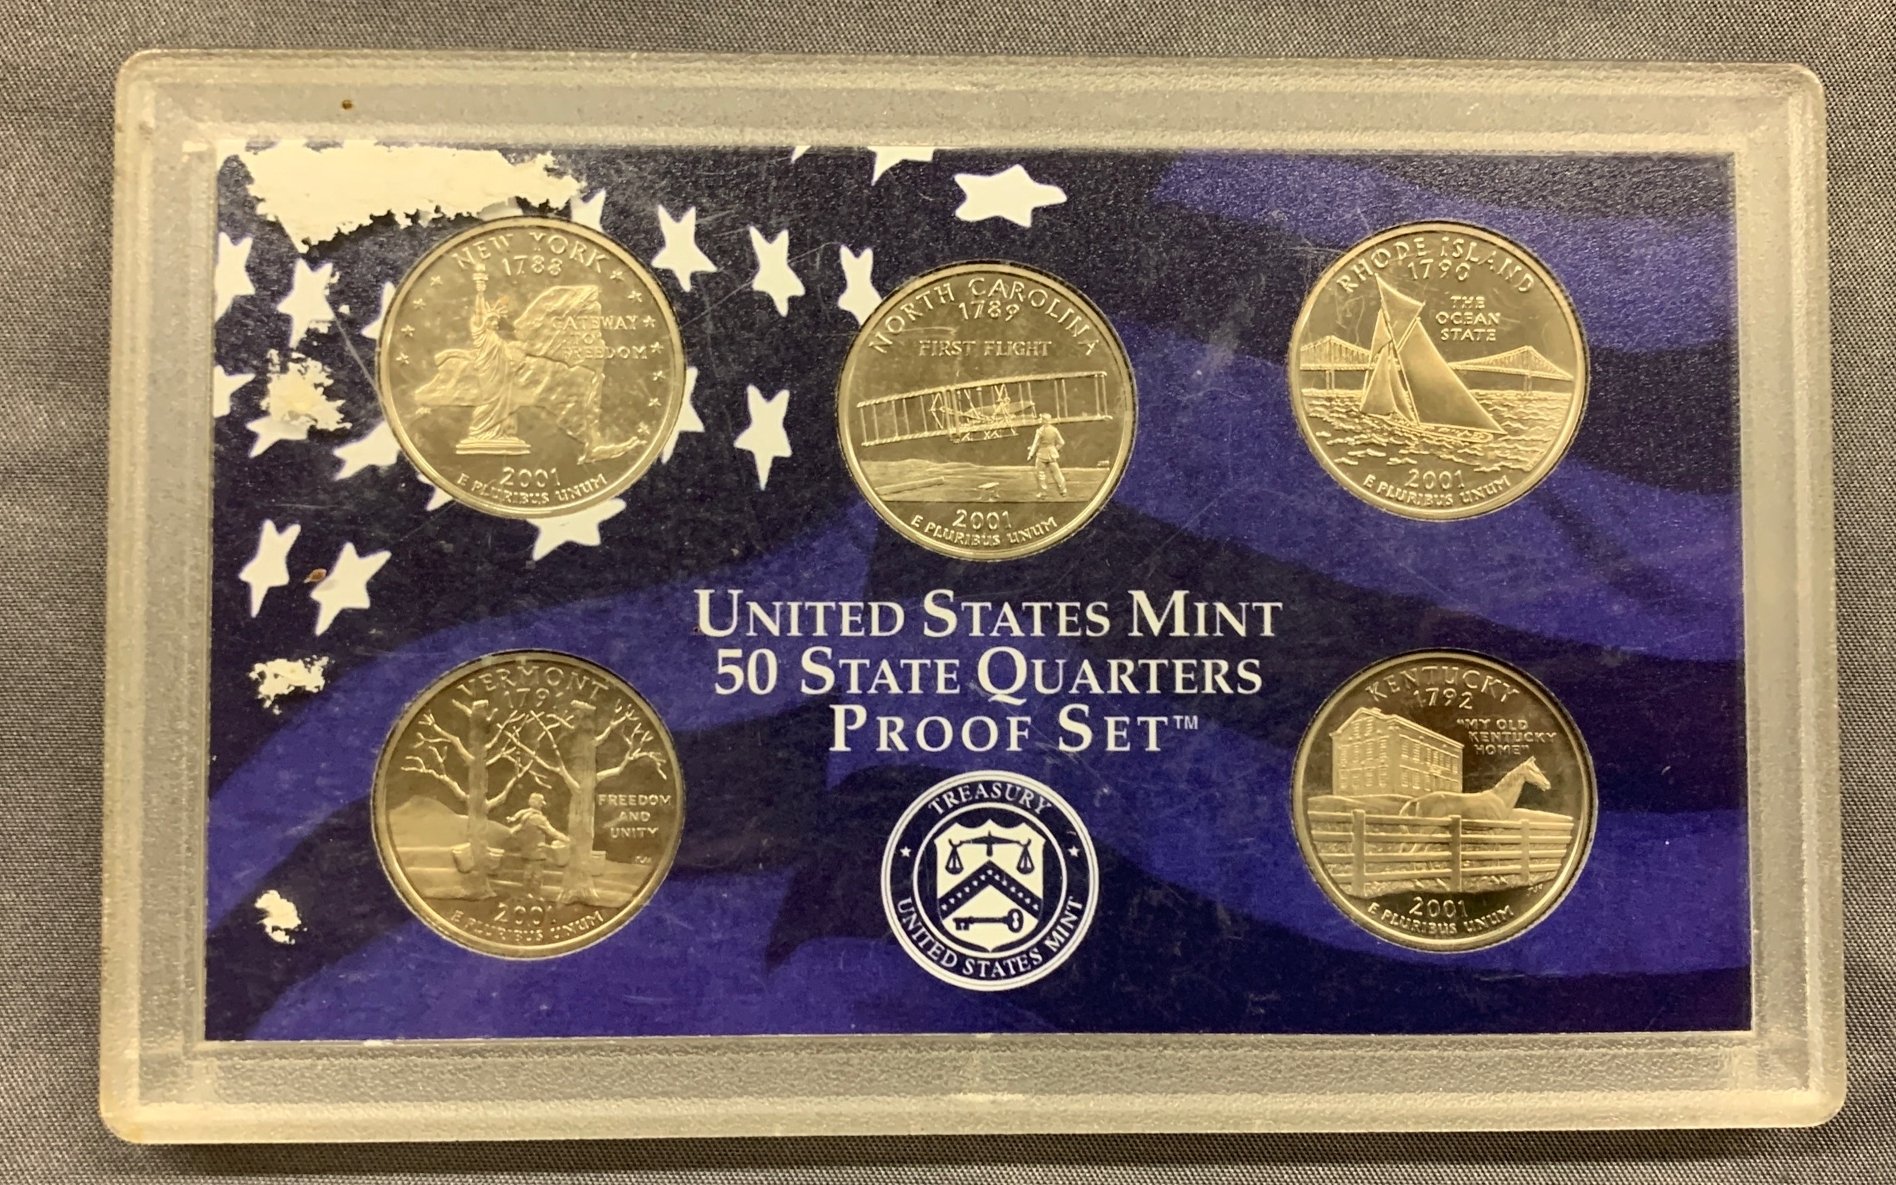 NEW YORK
1788
GATEWAY
TO
FREEDOM
2001
E PLURIBUS UNUM
NORTH CAROLINA
1789
FIRST FLIGHT
2001
E PLURIBUS UNUM
RHODE ISLAND
1790
THE
OCEAN
STATE
2001
E PLURIBUS UNUM
UNITED STATES MINT
50 STATE QUARTERS
PROOF SET™
VERMONT
1791
FREEDOM
AND
UNITY
2001
E PLURIBUS UNUM
TREASURY
UNITED STATES MINT
KENTUCKY
1792
"MY OLD
KENTUCKY
HOME"
2001
E PLURIBUS UNUM